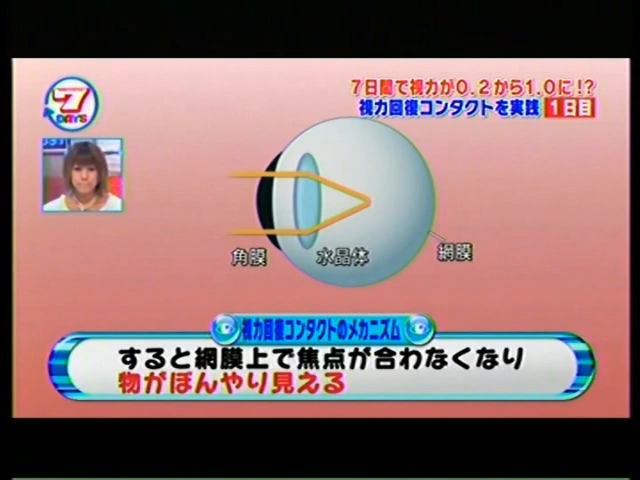 7
DAYS
7日間で視力が0.2から1.0に!?
視力回復コンタクトを実践 1日目
角膜 水晶体 網膜
視力回復コンタクトのメカニズム
すると網膜上で焦点が合わなくなり
物がぼんやり見える